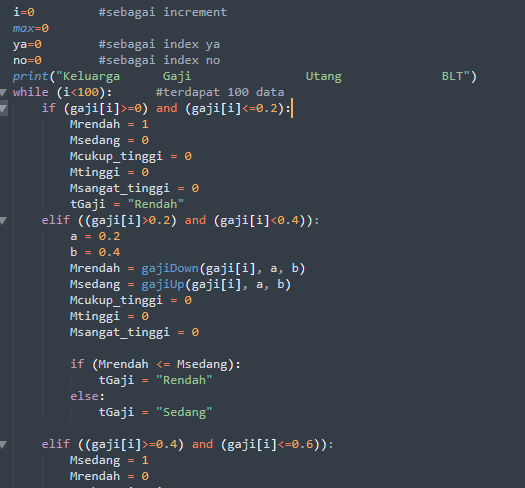 i=0         #sebagai increment
max=0
ya=0        #sebagai index ya
no=0        #sebagai index no
print("Keluarga      Gaji                Utang              BLT")
while (i<100):      #terdapat 100 data
    if (gaji[i]>=0) and (gaji[i]<=0.2):
        Mrendah = 1
        Msedang = 0
        Mcukup_tinggi = 0
        Mtinggi = 0
        Msangat_tinggi = 0
        tGaji = "Rendah"
    elif ((gaji[i]>0.2) and (gaji[i]<0.4)):
        a = 0.2
        b = 0.4
        Mrendah = gajiDown(gaji[i], a, b)
        Msedang = gajiUp(gaji[i], a, b)
        Mcukup_tinggi = 0
        Mtinggi = 0
        Msangat_tinggi = 0
        if (Mrendah <= Msedang):
            tGaji = "Rendah"
        else:
            tGaji = "Sedang"
    elif ((gaji[i]>=0.4) and (gaji[i]<=0.6)):
        Msedang = 1
        Mrendah = 0